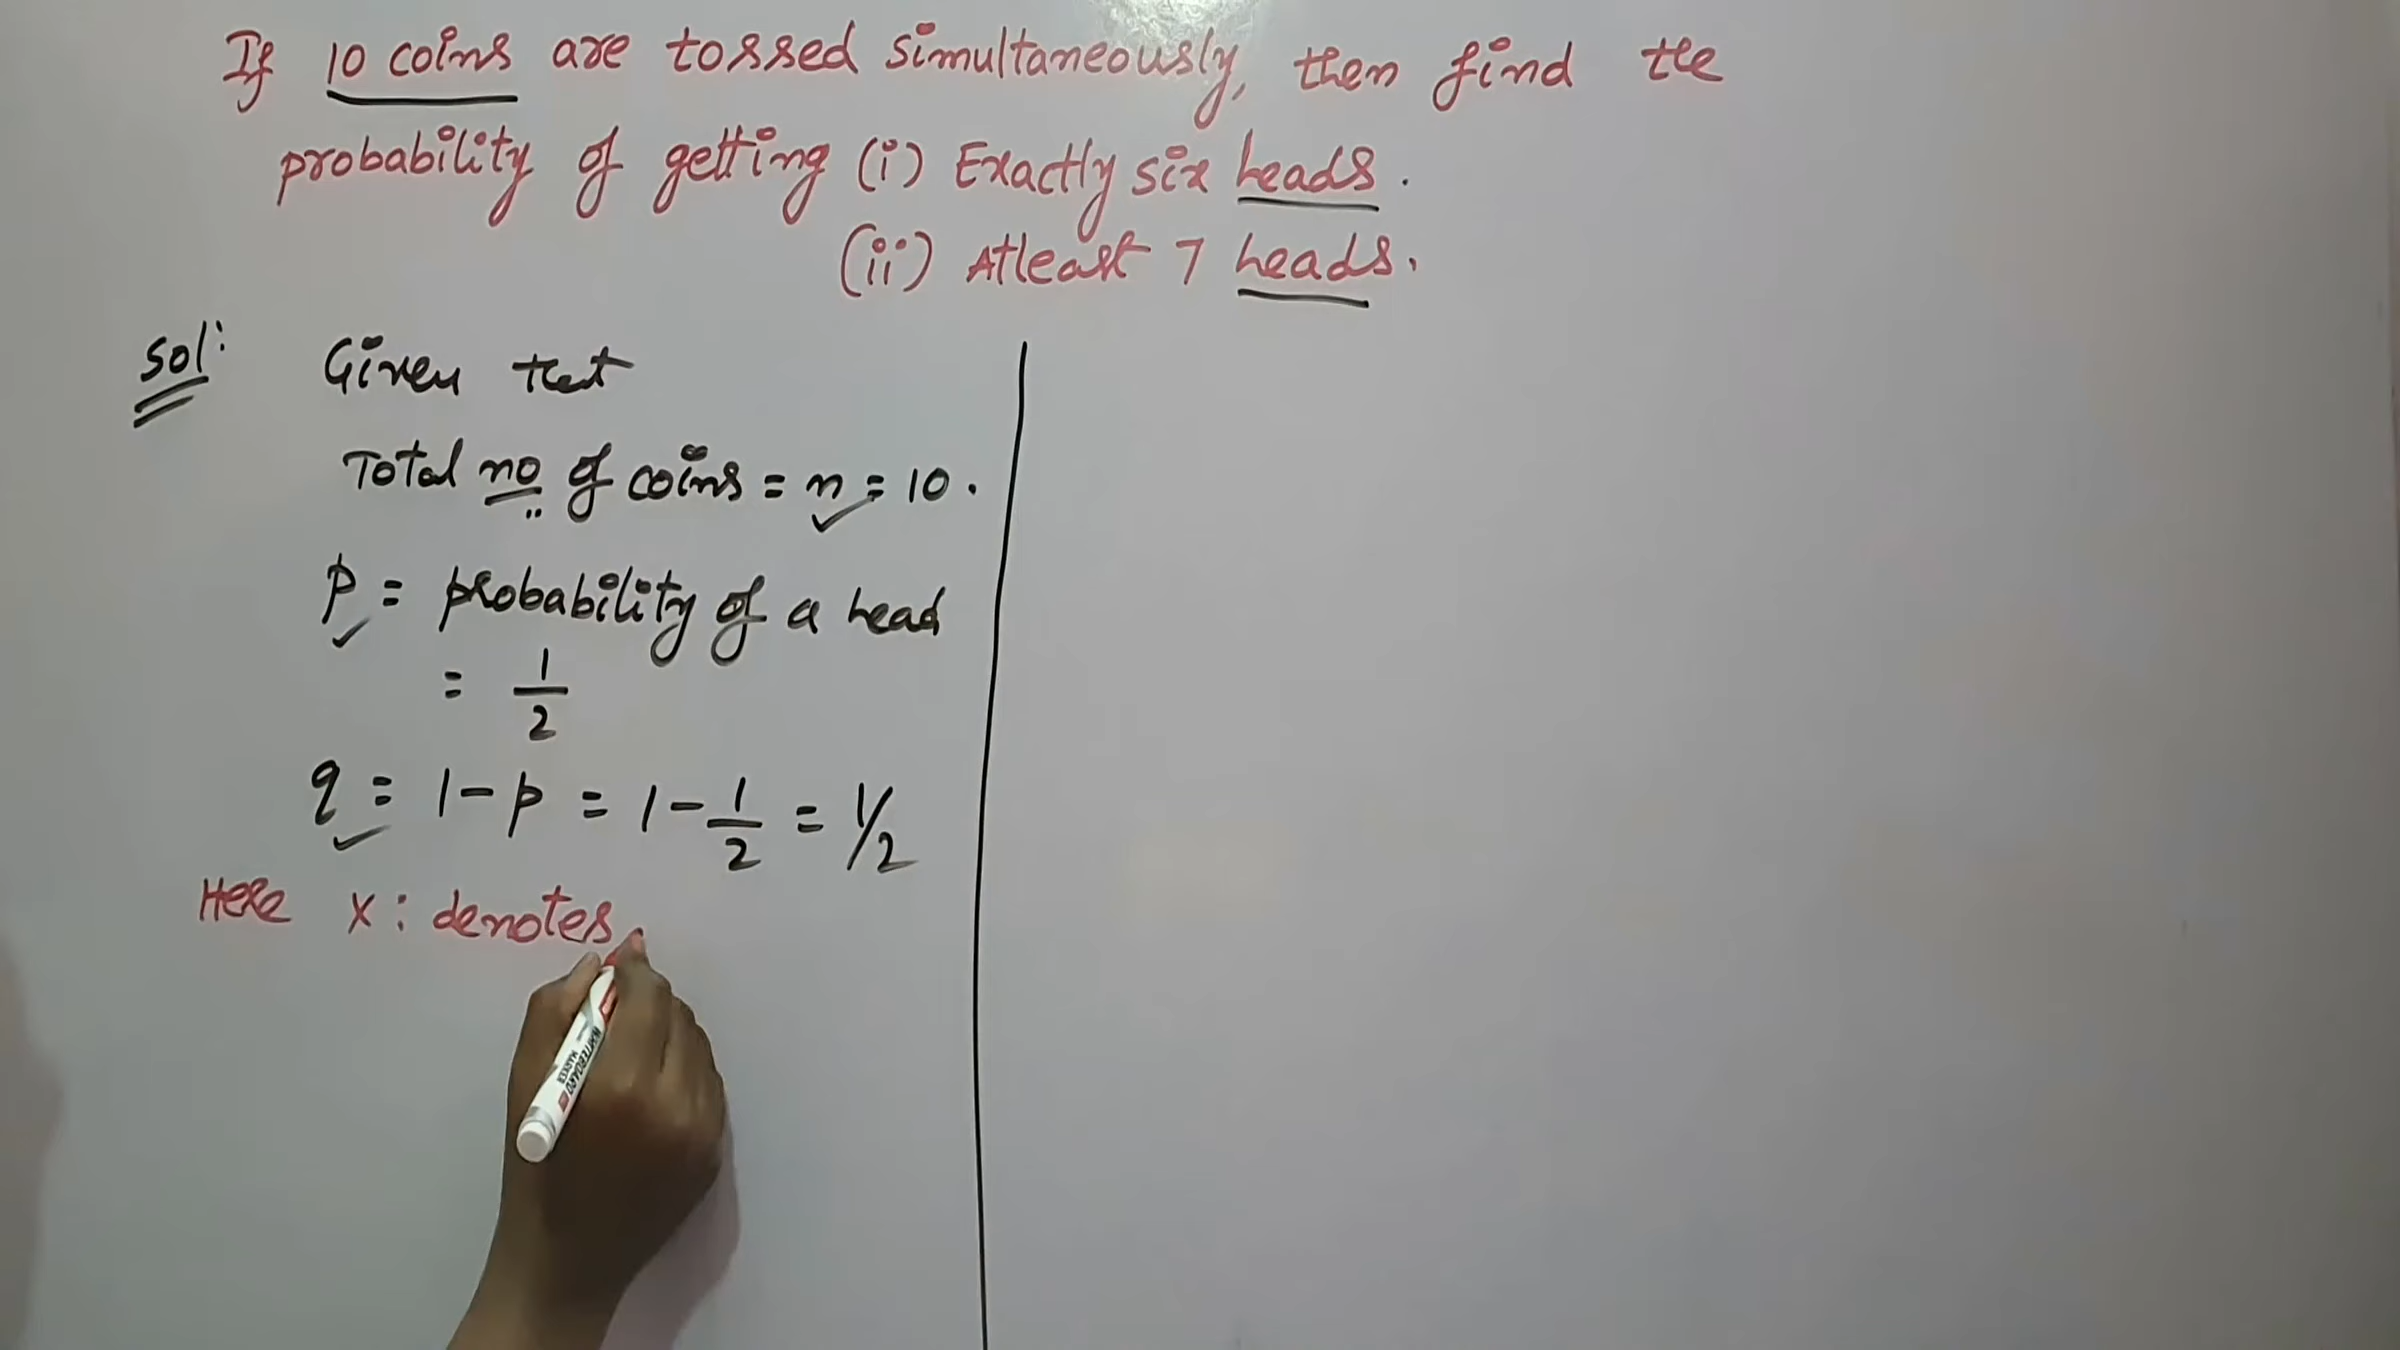 If 10 coins are tossed simultaneously, then find the
probability of getting (i) Exactly six heads.
(ii) Atleast 7 heads.
Sol: Given that
Total no of coins = n = 10.
p = probability of a head
= 1/2
q = 1 - p = 1 - 1/2 = 1/2
Here X : denotes
WHITEBOARD
MARKER